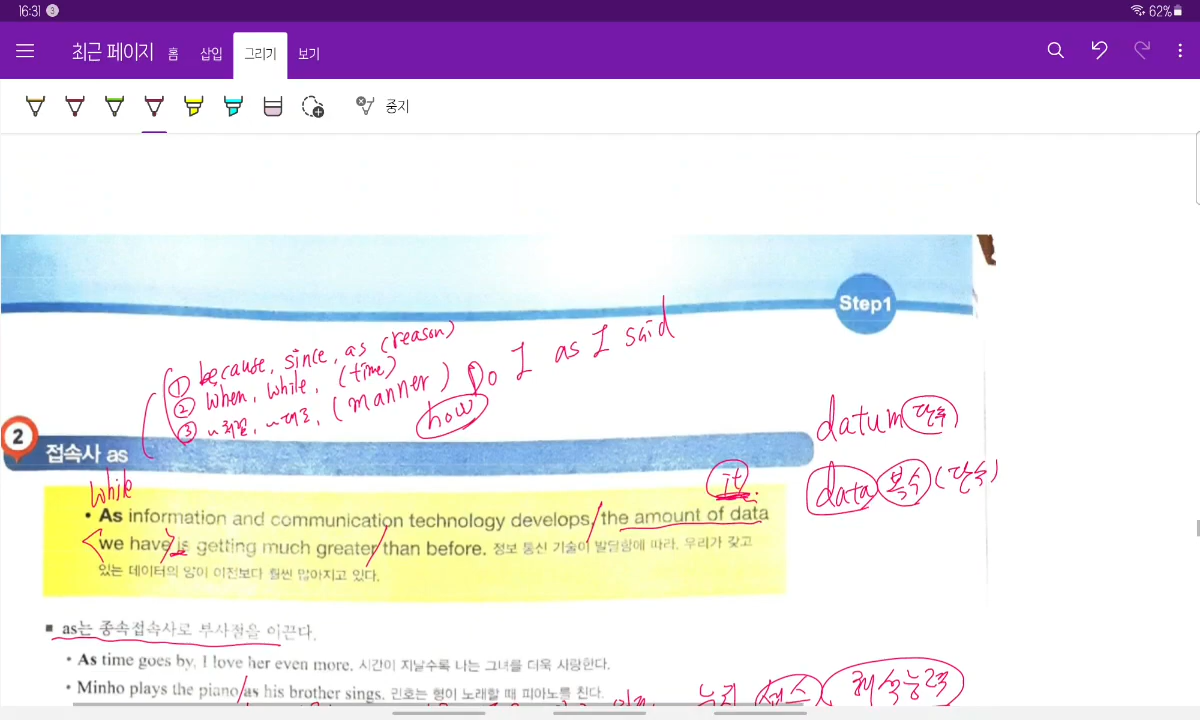 16:31 3 62%
최근 페이지 홈 삽입 그리기 보기
중지
Step1
① because, since, as (reason)
② when, while, (time)
③ ~처럼, ~대로, (manner) Do I as I said
how
datum 단수
2 접속사 as
data 복수 (단수)
while
it
• As information and communication technology develops, the amount of data
we have is getting much greater than before. 정보 통신 기술이 발달함에 따라, 우리가 갖고
있는 데이터의 양이 이전보다 훨씬 많아지고 있다.
■ as는 종속접속사로 부사절을 이끈다.
• As time goes by, I love her even more. 시간이 지날수록 나는 그녀를 더욱 사랑한다.
• Minho plays the piano as his brother sings. 민호는 형이 노래할 때 피아노를 친다.
센스 해석능력